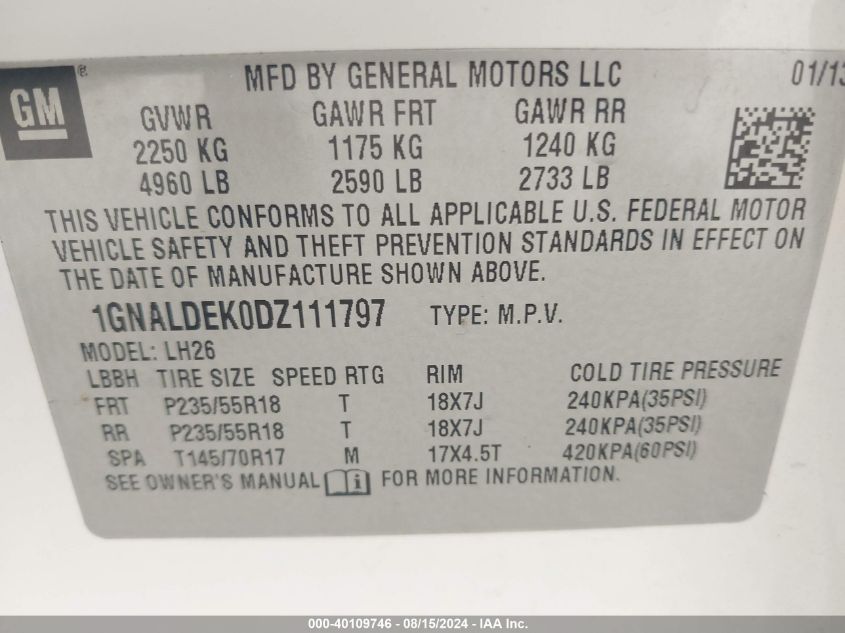 GM ® MFD BY GENERAL MOTORS LLC 01/13
GVWR GAWR FRT GAWR RR
2250 KG 1175 KG 1240 KG
4960 LB 2590 LB 2733 LB
THIS VEHICLE CONFORMS TO ALL APPLICABLE U.S. FEDERAL MOTOR
VEHICLE SAFETY AND THEFT PREVENTION STANDARDS IN EFFECT ON
THE DATE OF MANUFACTURE SHOWN ABOVE.
1GNALDEK0DZ111797 TYPE: M.P.V.
MODEL: LH26
LBBH TIRE SIZE SPEED RTG RIM COLD TIRE PRESSURE
FRT P235/55R18 T 18X7J 240KPA(35PSI)
RR P235/55R18 T 18X7J 240KPA(35PSI)
SPA T145/70R17 M 17X4.5T 420KPA(60PSI)
SEE OWNER'S MANUAL FOR MORE INFORMATION.
000-40109746 - 08/15/2024 - IAA Inc.